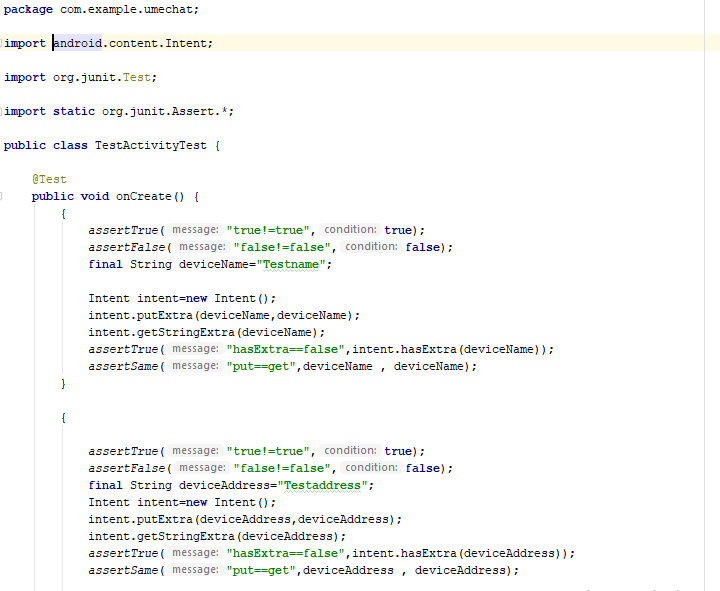 package com.example.umechat;
import android.content.Intent;
import org.junit.Test;
import static org.junit.Assert.*;
public class TestActivityTest {
@Test
public void onCreate() {
{
assertTrue( message: "true!=true", condition: true);
assertFalse( message: "false!=false", condition: false);
final String deviceName="Testname";
Intent intent=new Intent();
intent.putExtra(deviceName,deviceName);
intent.getStringExtra(deviceName);
assertTrue( message: "hasExtra==false",intent.hasExtra(deviceName));
assertSame( message: "put==get",deviceName , deviceName);
}
{
assertTrue( message: "true!=true", condition: true);
assertFalse( message: "false!=false", condition: false);
final String deviceAddress="Testaddress";
Intent intent=new Intent();
intent.putExtra(deviceAddress,deviceAddress);
intent.getStringExtra(deviceAddress);
assertTrue( message: "hasExtra==false",intent.hasExtra(deviceAddress));
assertSame( message: "put==get",deviceAddress , deviceAddress);